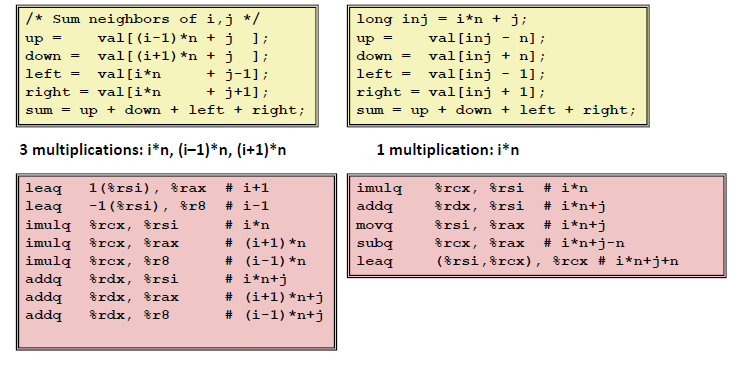 /* Sum neighbors of i,j */
up =    val[(i-1)*n + j  ];
down =  val[(i+1)*n + j  ];
left =  val[i*n     + j-1];
right = val[i*n     + j+1];
sum = up + down + left + right;
long inj = i*n + j;
up =    val[inj - n];
down =  val[inj + n];
left =  val[inj - 1];
right = val[inj + 1];
sum = up + down + left + right;
3 multiplications: i*n, (i–1)*n, (i+1)*n
1 multiplication: i*n
leaq   1(%rsi), %rax  # i+1
leaq   -1(%rsi), %r8  # i-1
imulq  %rcx, %rsi     # i*n
imulq  %rcx, %rax     # (i+1)*n
imulq  %rcx, %r8      # (i-1)*n
addq   %rdx, %rsi     # i*n+j
addq   %rdx, %rax     # (i+1)*n+j
addq   %rdx, %r8      # (i-1)*n+j
imulq  %rcx, %rsi  # i*n
addq   %rdx, %rsi  # i*n+j
movq   %rsi, %rax  # i*n+j
subq   %rcx, %rax  # i*n+j-n
leaq   (%rsi,%rcx), %rcx # i*n+j+n